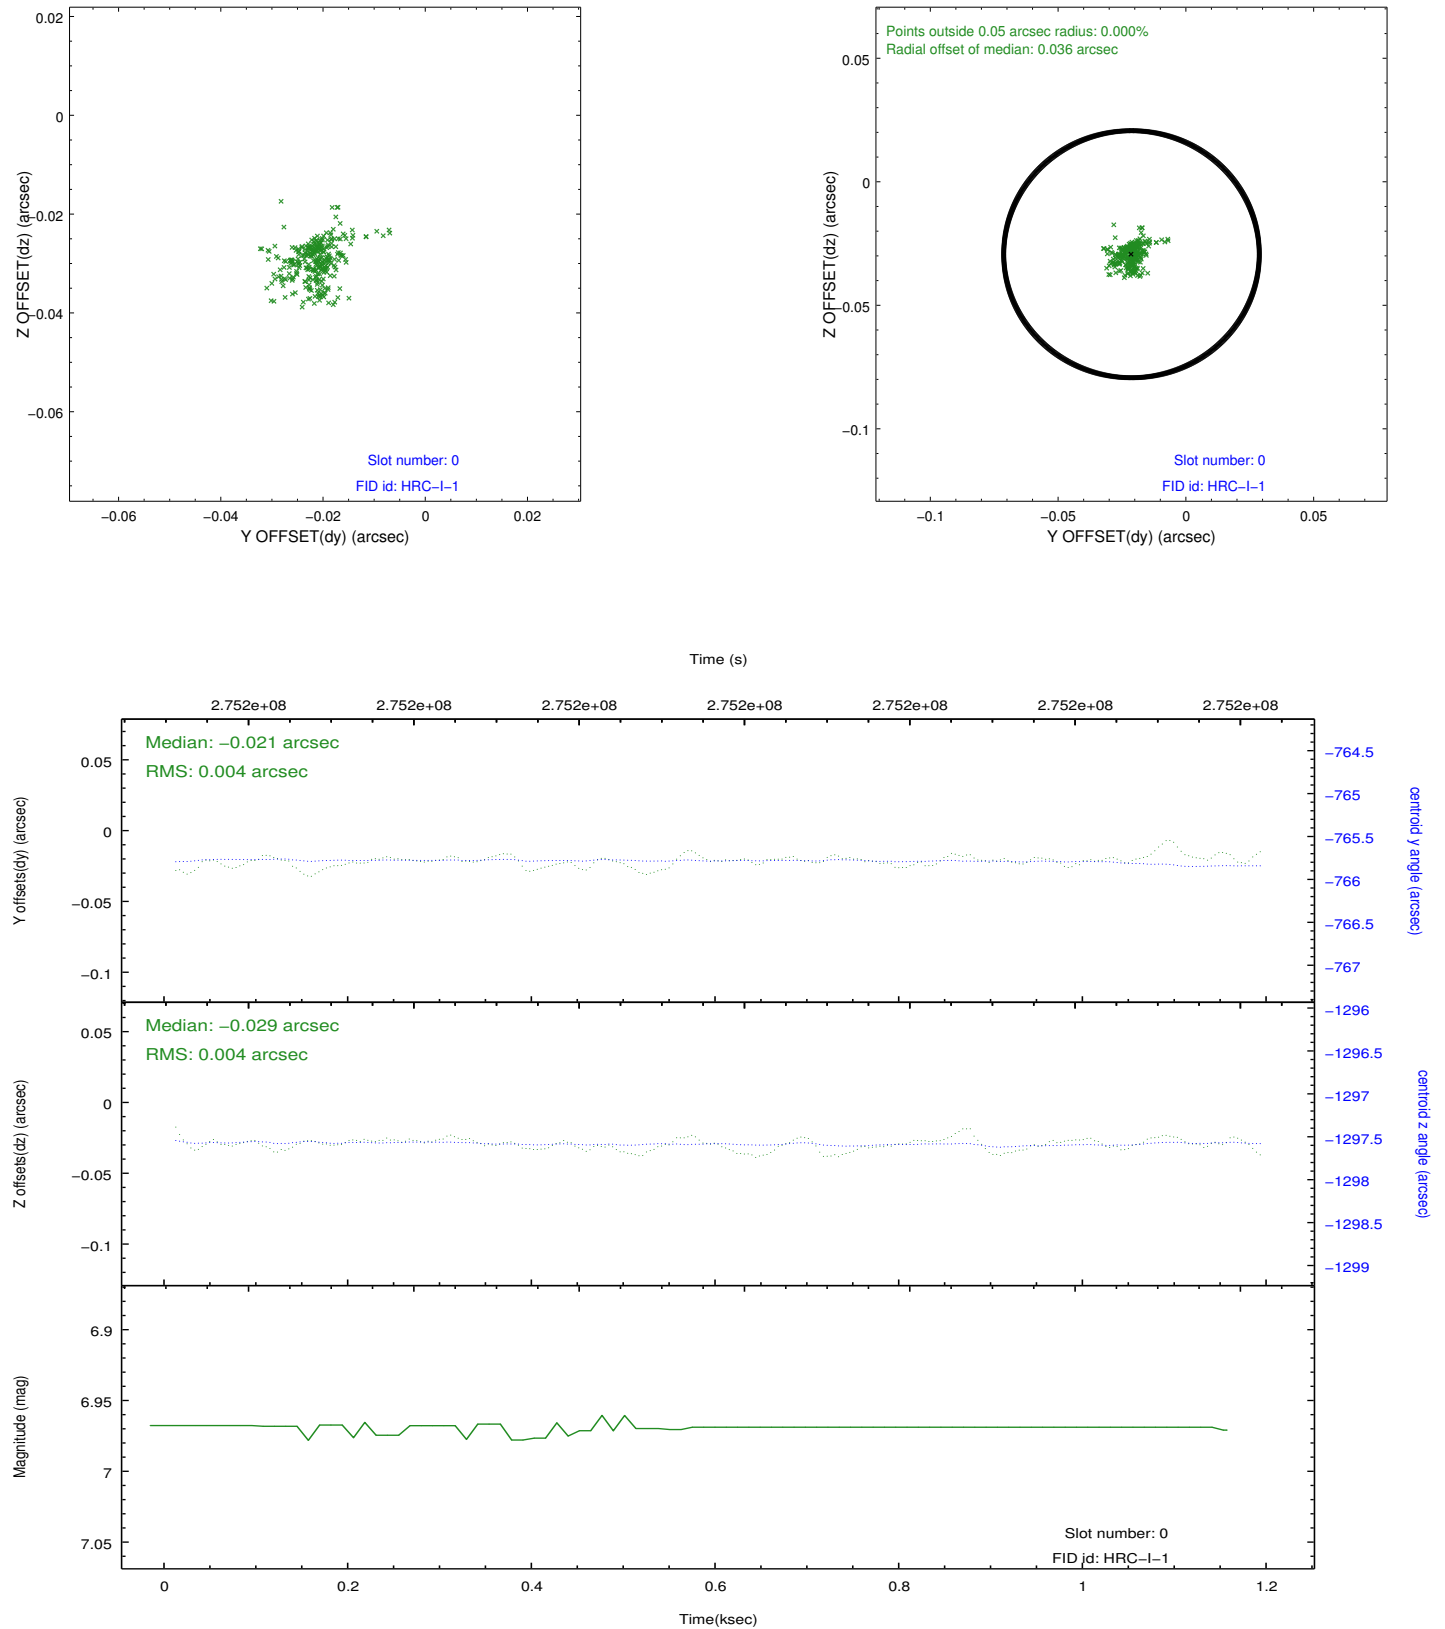 0.02
0
−0.02
−0.04
−0.06
Z OFFSET(dz) (arcsec)
Slot number: 0
FID id: HRC−I−1
−0.06
−0.04
−0.02
0
0.02
Y OFFSET(dy) (arcsec)
Points outside 0.05 arcsec radius: 0.000%
Radial offset of median: 0.036 arcsec
0.05
0
−0.05
−0.1
Z OFFSET(dz) (arcsec)
Slot number: 0
FID id: HRC−I−1
−0.1
−0.05
0
0.05
Y OFFSET(dy) (arcsec)
Time (s)
2.752e+08
2.752e+08
2.752e+08
2.752e+08
2.752e+08
2.752e+08
2.752e+08
Median: −0.021 arcsec
RMS: 0.004 arcsec
0.05
0
−0.05
−0.1
Y offsets(dy) (arcsec)
−764.5
−765
−765.5
−766
−766.5
−767
centroid y angle (arcsec)
Median: −0.029 arcsec
RMS: 0.004 arcsec
0.05
0
−0.05
−0.1
Z offsets(dz) (arcsec)
−1296
−1296.5
−1297
−1297.5
−1298
−1298.5
−1299
centroid z angle (arcsec)
6.9
6.95
7
7.05
Magnitude (mag)
Slot number: 0
FID id: HRC−I−1
0
0.2
0.4
0.6
0.8
1
1.2
Time(ksec)